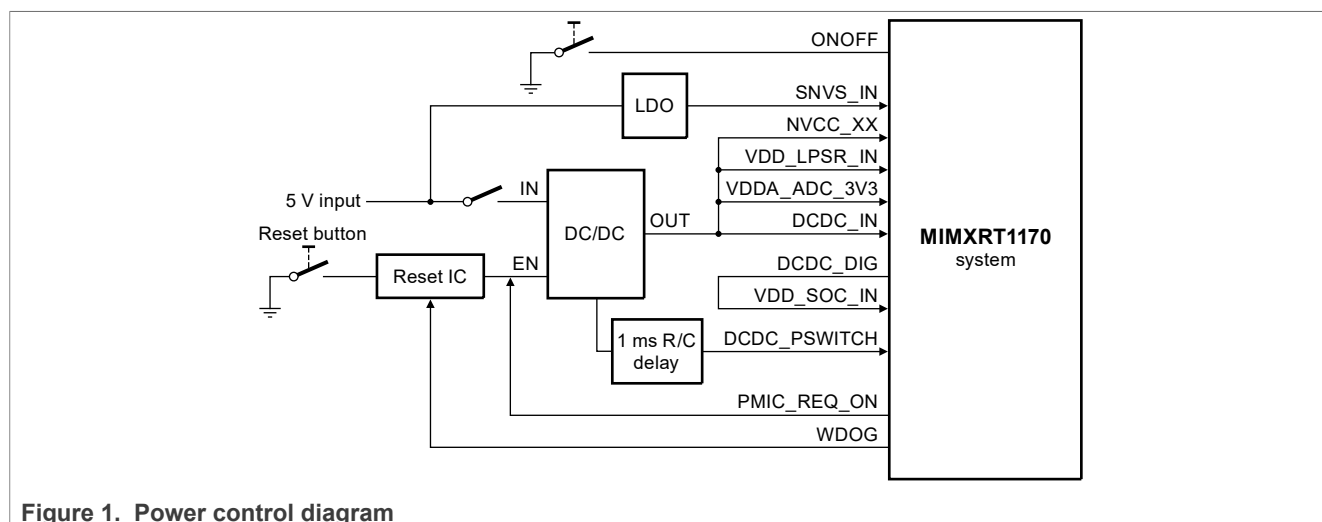 ONOFF
LDO
SNVS_IN
NVCC_XX
VDD_LPSR_IN
VDDA_ADC_3V3
DCDC_IN
5 V input
IN
DC/DC
OUT
MIMXRT1170
system
Reset button
Reset IC
EN
DCDC_DIG
VDD_SOC_IN
1 ms R/C
delay
DCDC_PSWITCH
PMIC_REQ_ON
WDOG
Figure 1. Power control diagram